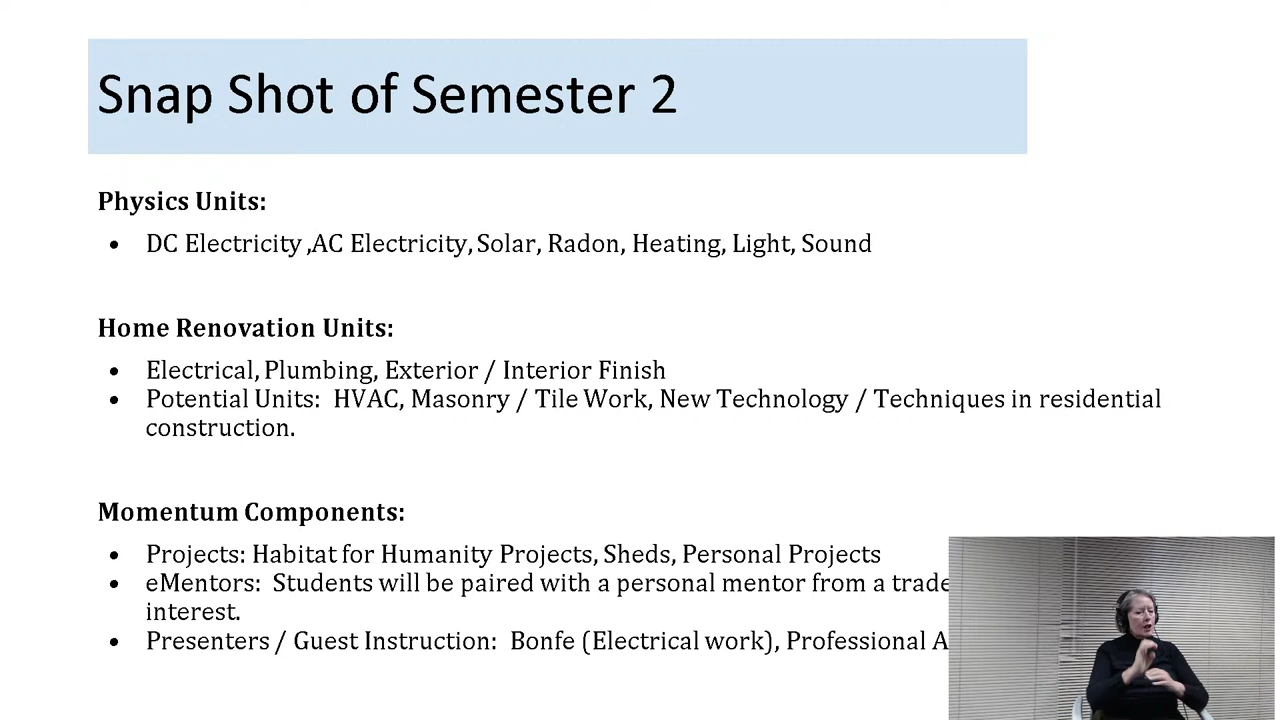 Snap Shot of Semester 2
Physics Units:
• DC Electricity ,AC Electricity, Solar, Radon, Heating, Light, Sound
Home Renovation Units:
• Electrical, Plumbing, Exterior / Interior Finish
• Potential Units:  HVAC, Masonry / Tile Work, New Technology / Techniques in residential
construction.
Momentum Components:
• Projects: Habitat for Humanity Projects, Sheds, Personal Projects
• eMentors:  Students will be paired with a personal mentor from a trade
interest.
• Presenters / Guest Instruction:  Bonfe (Electrical work), Professional A